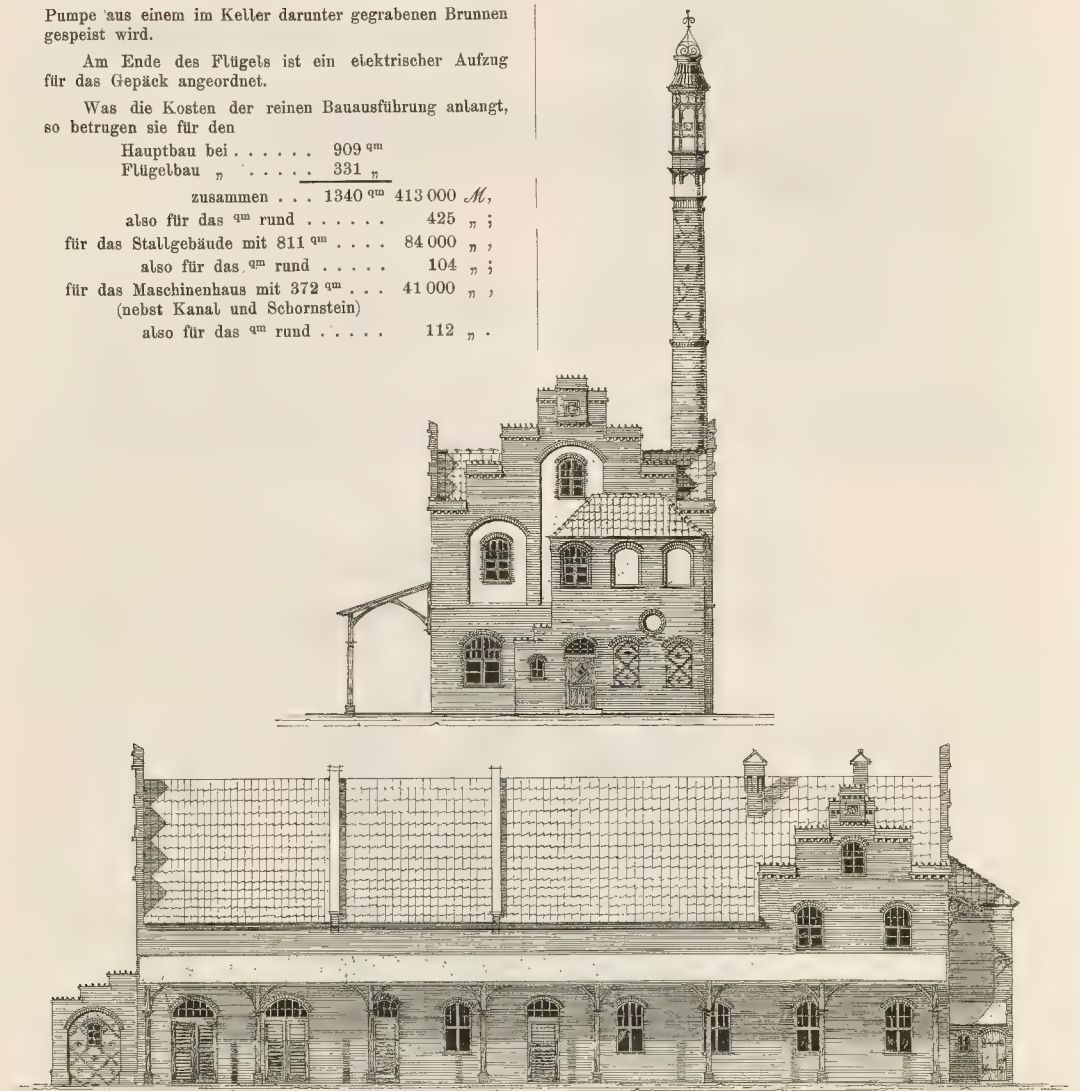 Pumpe aus einem im Keller darunter gegrabenen Brunnen
gespeist wird.
Am Ende des Flügels ist ein elektrischer Aufzug
für das Gepäck angeordnet.
Was die Kosten der reinen Bauausführung anlangt,
so betrugen sie für den
Hauptbau bei . . . . . . 909 qm
Flügelbau „ . . . . . 331 „
zusammen . . . 1340 qm 413 000 ℳ,
also für das qm rund . . . . . . 425 „ ;
für das Stallgebäude mit 811 qm . . . . 84 000 „ ,
also für das qm rund . . . . . 104 „ ;
für das Maschinenhaus mit 372 qm . . . 41 000 „ ,
(nebst Kanal und Schornstein)
also für das qm rund . . . . . 112 „ .